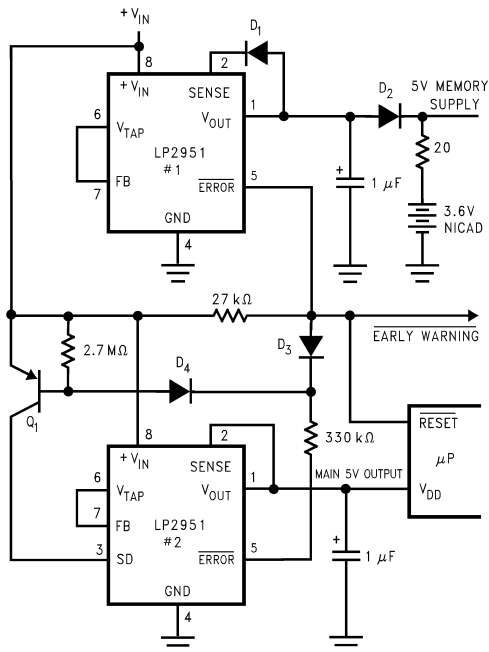 +VIN
D1
8
2
+VIN
SENSE
5V MEMORY
SUPPLY
D2
6
VTAP
VOUT
1
LP2951
#1
20
7
FB
ERROR
5
+
1 μF
3.6V
NICAD
GND
4
27 kΩ
EARLY WARNING
2.7 MΩ
D3
D4
Q1
8
2
330 kΩ
RESET
+VIN
SENSE
μP
6
VTAP
VOUT
1
MAIN 5V OUTPUT
VDD
7
FB
LP2951
#2
3
SD
ERROR
5
+
1 μF
GND
4